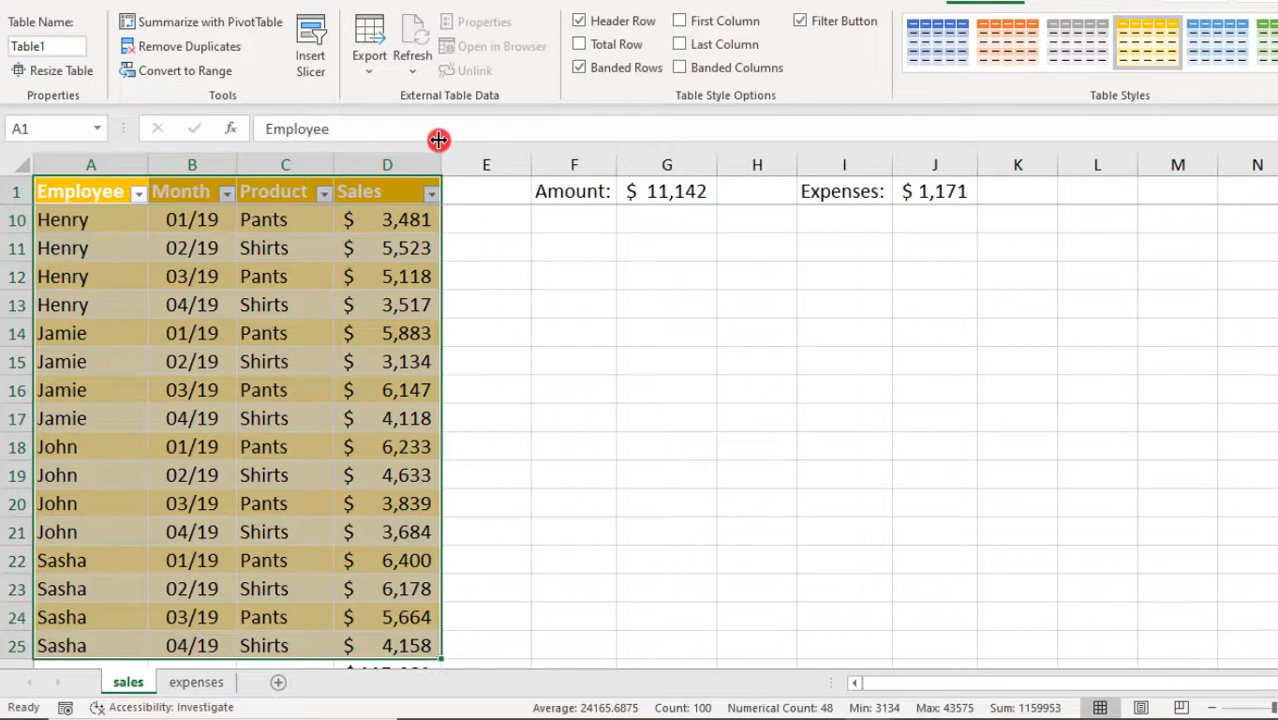 Table Name:
Table1
Resize Table
Properties
Summarize with PivotTable
Remove Duplicates
Convert to Range
Tools
Insert
Slicer
Export
Refresh
Properties
Open in Browser
Unlink
External Table Data
Header Row
First Column
Filter Button
Total Row
Last Column
Banded Rows
Banded Columns
Table Style Options
Table Styles
A1
fx
Employee
A B C D E F G H I J K L M N
1 Employee Month Product Sales Amount: $ 11,142 Expenses: $ 1,171
10 Henry 01/19 Pants $ 3,481
11 Henry 02/19 Shirts $ 5,523
12 Henry 03/19 Pants $ 5,118
13 Henry 04/19 Shirts $ 3,517
14 Jamie 01/19 Pants $ 5,883
15 Jamie 02/19 Shirts $ 3,134
16 Jamie 03/19 Pants $ 6,147
17 Jamie 04/19 Shirts $ 4,118
18 John 01/19 Pants $ 6,233
19 John 02/19 Shirts $ 4,633
20 John 03/19 Pants $ 3,839
21 John 04/19 Shirts $ 3,684
22 Sasha 01/19 Pants $ 6,400
23 Sasha 02/19 Shirts $ 6,178
24 Sasha 03/19 Pants $ 5,664
25 Sasha 04/19 Shirts $ 4,158
sales expenses
Ready Accessibility: Investigate Average: 24165.6875 Count: 100 Numerical Count: 48 Min: 3134 Max: 43575 Sum: 1159953